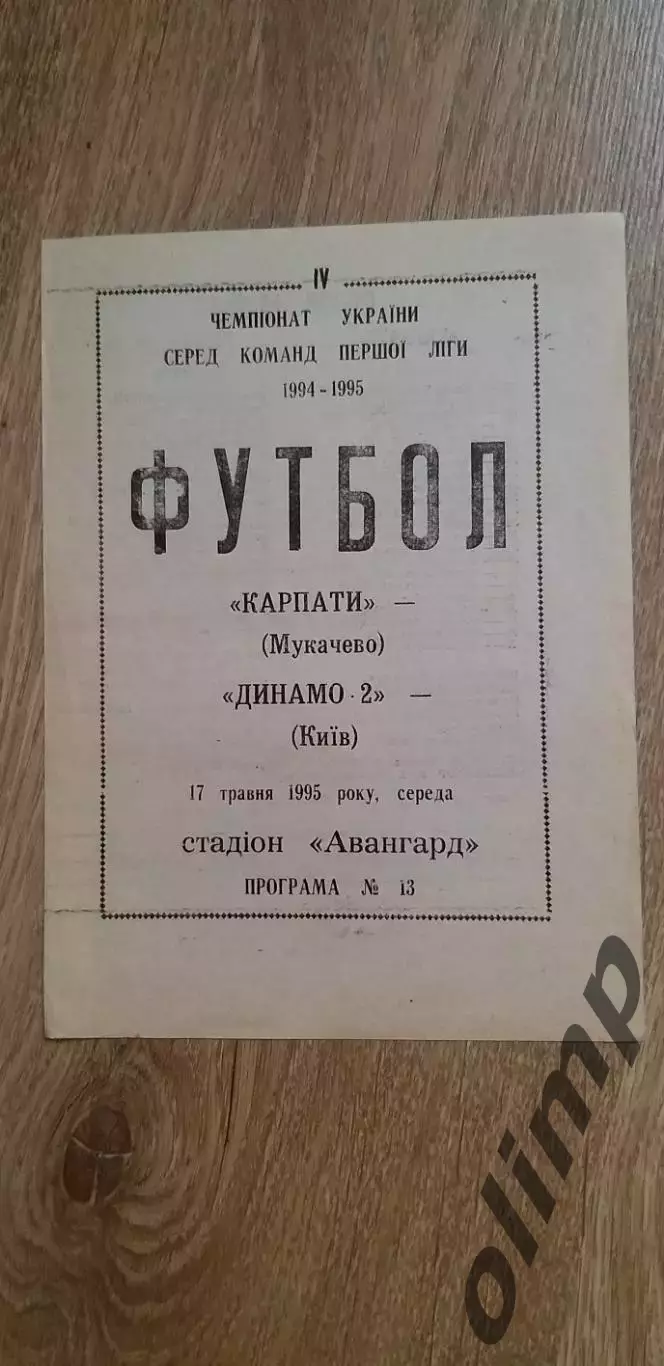 IV
ЧЕМПІОНАТ УКРАЇНИ
СЕРЕД КОМАНД ПЕРШОЇ ЛІГИ
1994-1995
ФУТБОЛ
«КАРПАТИ» —
(Мукачево)
«ДИНАМО-2» —
(Київ)
17 травня 1995 року, середа
стадіон «Авангард»
ПРОГРАМА № 13
olimp